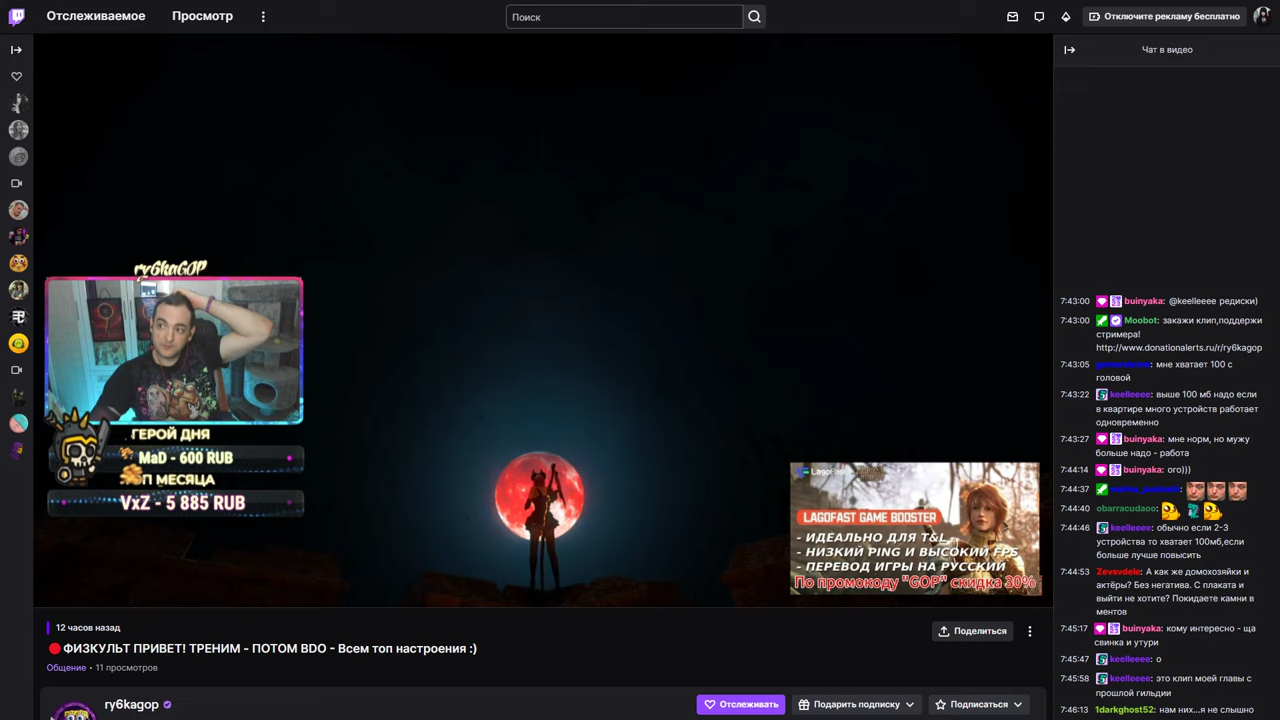 Отслеживаемое
Просмотр
Поиск
Отключите рекламу бесплатно
Чат в видео
ry6kaGOP
ГЕРОЙ ДНЯ
MaD - 600 RUB
МЕСЯЦА
VxZ - 5 885 RUB
LagoFast
LAGOFAST GAME BOOSTER
- ИДЕАЛЬНО ДЛЯ T&L
- НИЗКИЙ PING И ВЫСОКИЙ FPS
- ПЕРЕВОД ИГРЫ НА РУССКИЙ
По промокоду "GOP" скидка 30%
12 часов назад
ФИЗКУЛЬТ ПРИВЕТ! ТРЕНИМ - ПОТОМ BDO - Всем топ настроения :)
Общение • 11 просмотров
Поделиться
ry6kagop
Отслеживать
Подарить подписку
Подписаться
7:43:00 buinyaka: @keelleeee редиски)
7:43:00 Moobot: закажи клип,поддержи
стримера!
http://www.donationalerts.ru/r/ry6kagop
7:43:05 : мне хватает 100 с
головой
7:43:22 keelleeee: выше 100 мб надо если
в квартире много устройств работает
одновременно
7:43:27 buinyaka: мне норм, но мужу
больше надо - работа
7:44:14 buinyaka: ого)))
7:44:37
7:44:40 obarracudaoo:
7:44:46 keelleeee: обычно если 2-3
устройства то хватает 100мб,если
больше лучше повысить
7:44:53 Zevsvdele: А как же домохозяйки и
актёры? Без негатива. С плаката и
выйти не хотите? Покидаете камни в
ментов
7:45:17 buinyaka: кому интересно - ща
свинка и утури
7:45:47 keelleeee: о
7:45:58 keelleeee: это клип моей главы с
прошлой гильдии
7:46:13 1darkghost52: нам них...я не слышно